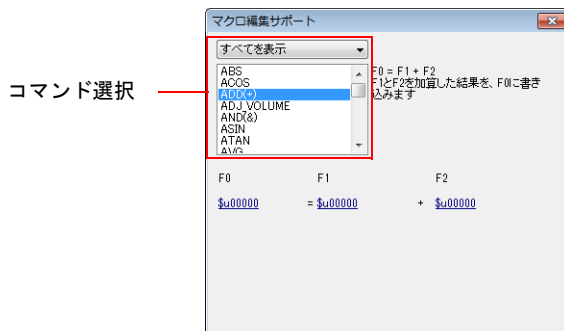 マクロ編集サポート
すべてを表示
コマンド選択
ABS
ACOS
ADD(+)
ADJ_VOLUME
AND(&)
ASIN
ATAN
AVG
F0 = F1 + F2
F1とF2を加算した結果を、F0に書き
込みます
F0 F1 F2
$u00000 = $u00000 + $u00000